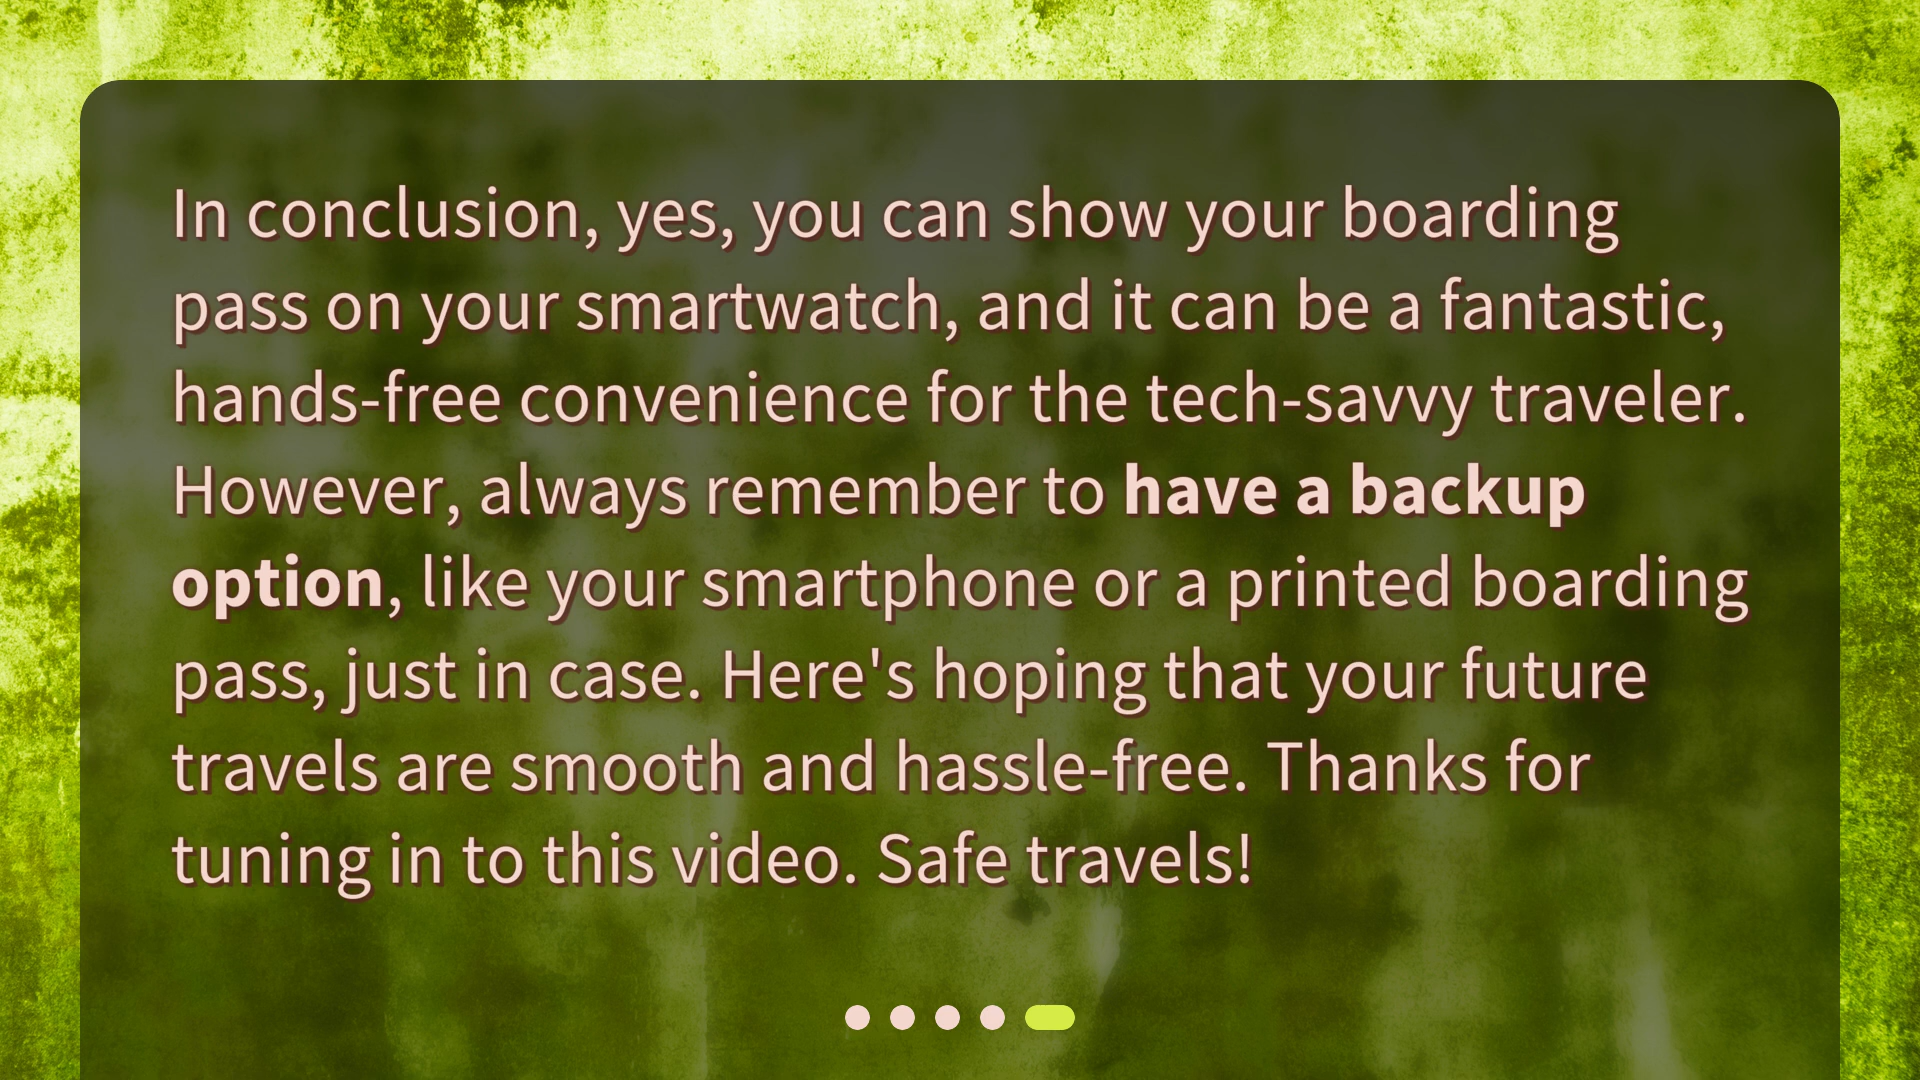 In conclusion, yes, you can show your boarding
pass on your smartwatch, and it can be a fantastic,
hands-free convenience for the tech-savvy traveler.
However, always remember to have a backup
option, like your smartphone or a printed boarding
pass, just in case. Here's hoping that your future
travels are smooth and hassle-free. Thanks for
tuning in to this video. Safe travels!